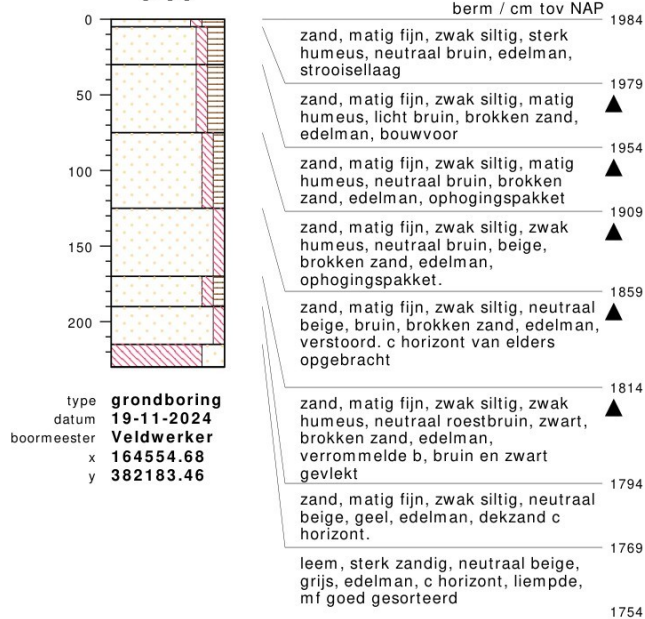 berm / cm tov NAP
0
50
100
150
200
1984
zand, matig fijn, zwak siltig, sterk
humeus, neutraal bruin, edelman,
strooisellaag
1979
zand, matig fijn, zwak siltig, matig
humeus, licht bruin, brokken zand,
edelman, bouwvoor
1954
zand, matig fijn, zwak siltig, matig
humeus, neutraal bruin, brokken
zand, edelman, ophogingspakket
1909
zand, matig fijn, zwak siltig, zwak
humeus, neutraal bruin, beige,
brokken zand, edelman,
ophogingspakket.
1859
zand, matig fijn, zwak siltig, neutraal
beige, bruin, brokken zand, edelman,
verstoord. c horizont van elders
opgebracht
1814
zand, matig fijn, zwak siltig, zwak
humeus, neutraal roestbruin, zwart,
brokken zand, edelman,
verrommelde b, bruin en zwart
gevlekt
1794
zand, matig fijn, zwak siltig, neutraal
beige, geel, edelman, dekzand c
horizont.
1769
leem, sterk zandig, neutraal beige,
grijs, edelman, c horizont, liempde,
mf goed gesorteerd
1754
type grondboring
datum 19-11-2024
boormeester Veldwerker
x 164554.68
y 382183.46